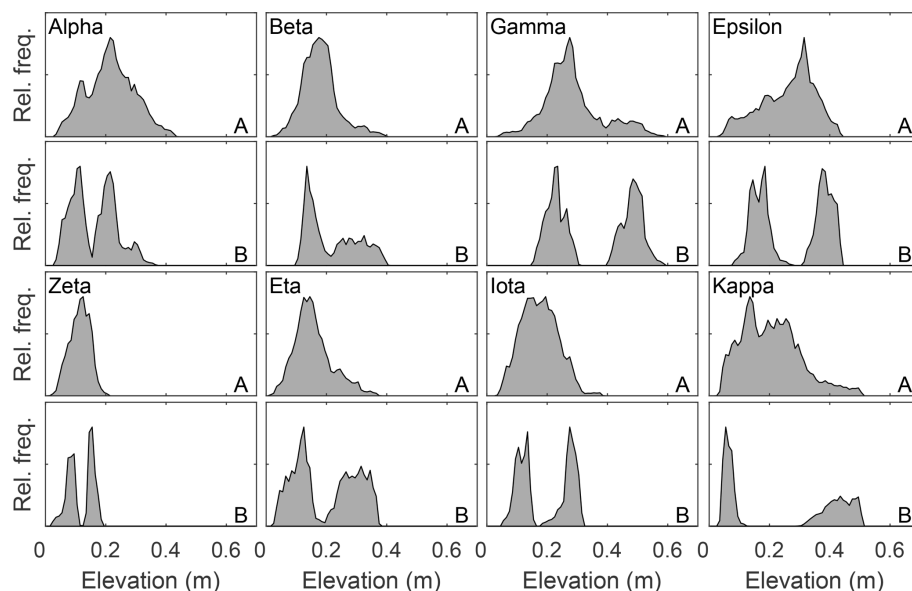 Alpha Beta Gamma Epsilon
Rel. freq.
A A A A
Rel. freq.
B B B B
Zeta Eta Iota Kappa
Rel. freq.
A A A A
Rel. freq.
B B B B
0 0.2 0.4 0.6 0 0.2 0.4 0.6 0 0.2 0.4 0.6 0 0.2 0.4 0.6
Elevation (m) Elevation (m) Elevation (m) Elevation (m)